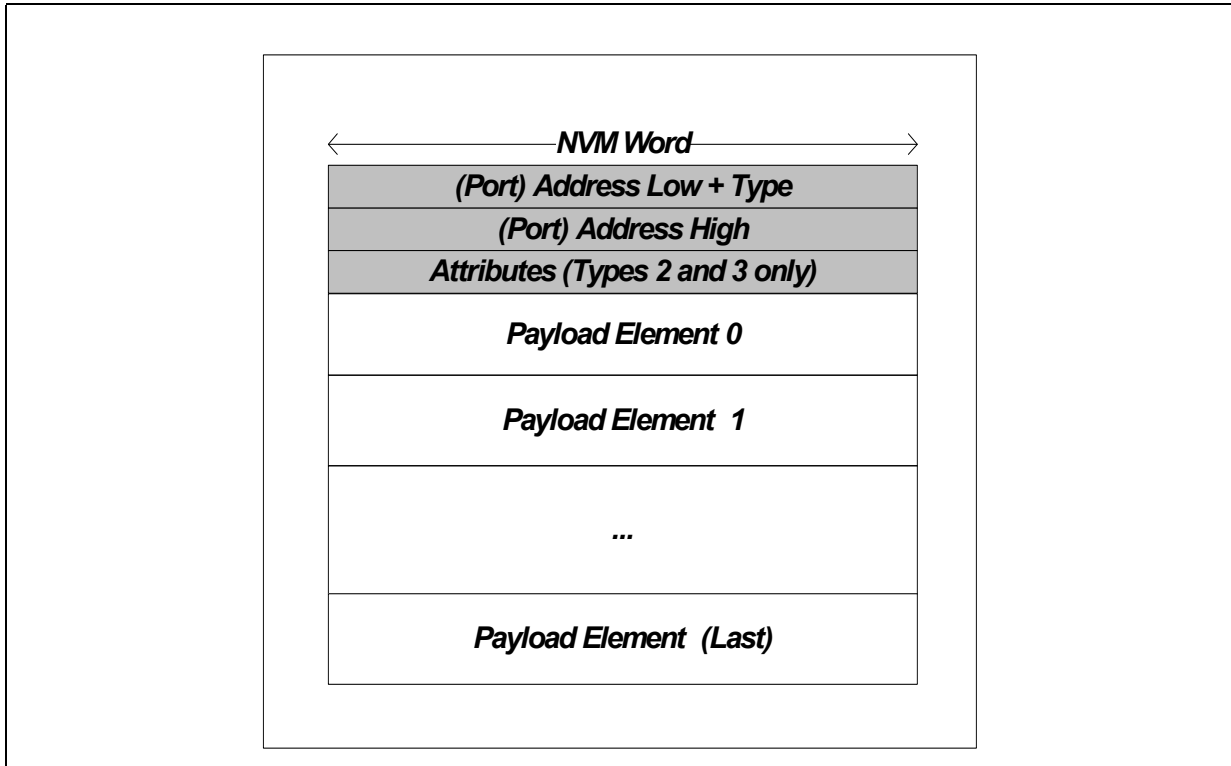 NVM Word
(Port) Address Low + Type
(Port) Address High
Attributes (Types 2 and 3 only)
Payload Element 0
Payload Element 1
...
Payload Element (Last)